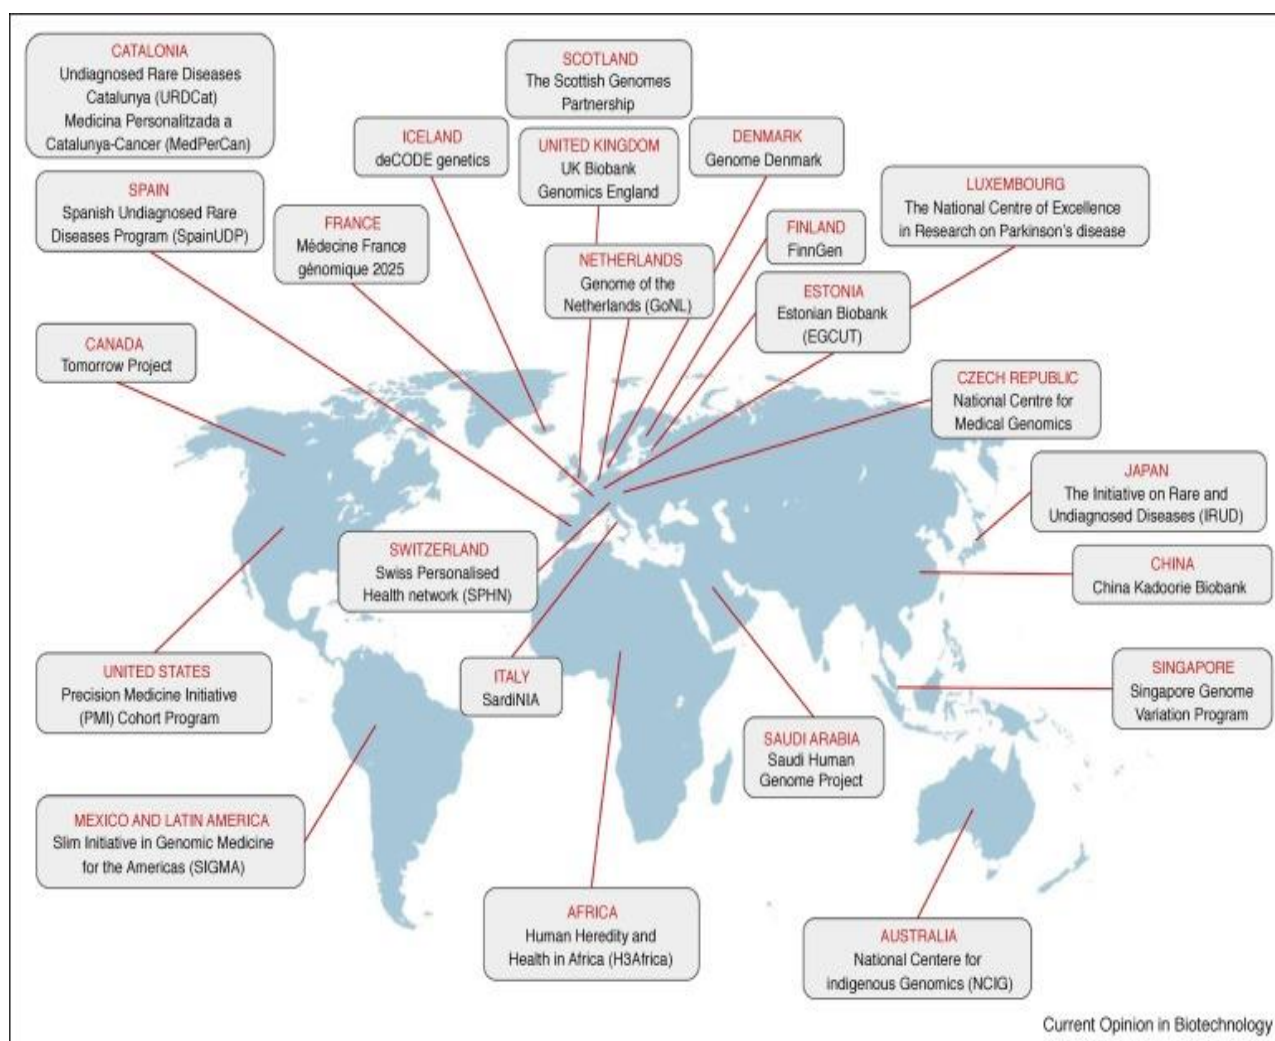 CATALONIA
Undiagnosed Rare Diseases
Catalunya (URDCat)
Medicina Personalitzada a
Catalunya-Cancer (MedPerCan)
SCOTLAND
The Scottish Genomes
Partnership
ICELAND
deCODE genetics
UNITED KINGDOM
UK Biobank
Genomics England
DENMARK
Genome Denmark
SPAIN
Spanish Undiagnosed Rare
Diseases Program (SpainUDP)
FRANCE
Médecine France
génomique 2025
NETHERLANDS
Genome of the
Netherlands (GoNL)
FINLAND
FinnGen
LUXEMBOURG
The National Centre of Excellence
in Research on Parkinson's disease
ESTONIA
Estonian Biobank
(EGCUT)
CANADA
Tomorrow Project
CZECH REPUBLIC
National Centre for
Medical Genomics
JAPAN
The Initiative on Rare and
Undiagnosed Diseases (IRUD)
SWITZERLAND
Swiss Personalised
Health network (SPHN)
CHINA
China Kadoorie Biobank
UNITED STATES
Precision Medicine Initiative
(PMI) Cohort Program
ITALY
SardiNIA
SINGAPORE
Singapore Genome
Variation Program
SAUDI ARABIA
Saudi Human
Genome Project
MEXICO AND LATIN AMERICA
Slim Initiative in Genomic Medicine
for the Americas (SIGMA)
AFRICA
Human Heredity and
Health in Africa (H3Africa)
AUSTRALIA
National Centere for
indigenous Genomics (NCIG)
Current Opinion in Biotechnology